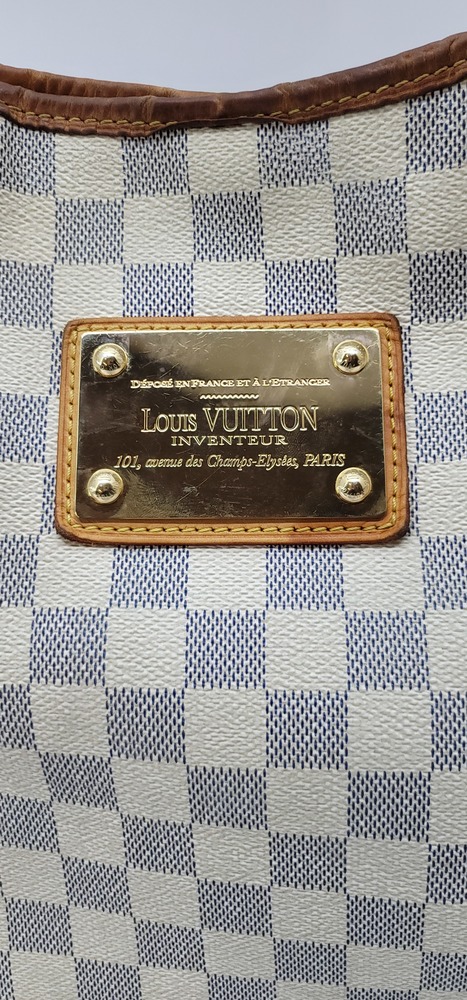 DÉPOSÉ EN FRANCE ET À L'ETRANGER
LOUIS VUITTON
INVENTEUR
101, avenue des Champs-Elysées, PARIS